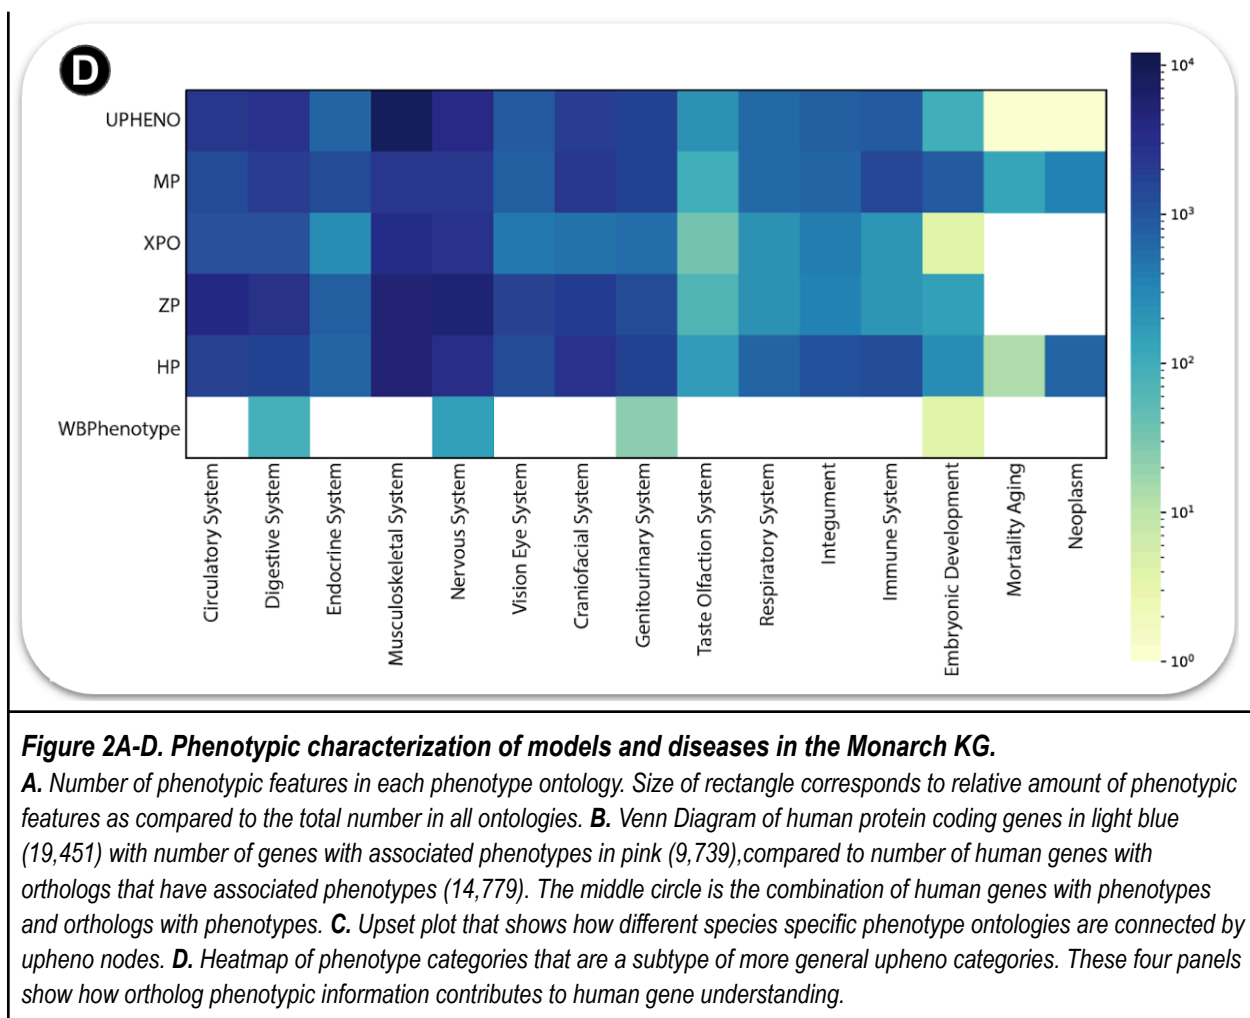 D
UPHENO
MP
XPO
ZP
HP
WBPhenotype
Circulatory System
Digestive System
Endocrine System
Musculoskeletal System
Nervous System
Vision Eye System
Craniofacial System
Genitourinary System
Taste Olfaction System
Respiratory System
Integument
Immune System
Embryonic Development
Mortality Aging
Neoplasm
10⁴
10³
10²
10¹
10⁰
Figure 2A-D. Phenotypic characterization of models and diseases in the Monarch KG.
A. Number of phenotypic features in each phenotype ontology. Size of rectangle corresponds to relative amount of phenotypic
features as compared to the total number in all ontologies. B. Venn Diagram of human protein coding genes in light blue
(19,451) with number of genes with associated phenotypes in pink (9,739),compared to number of human genes with
orthologs that have associated phenotypes (14,779). The middle circle is the combination of human genes with phenotypes
and orthologs with phenotypes. C. Upset plot that shows how different species specific phenotype ontologies are connected by
upheno nodes. D. Heatmap of phenotype categories that are a subtype of more general upheno categories. These four panels
show how ortholog phenotypic information contributes to human gene understanding.